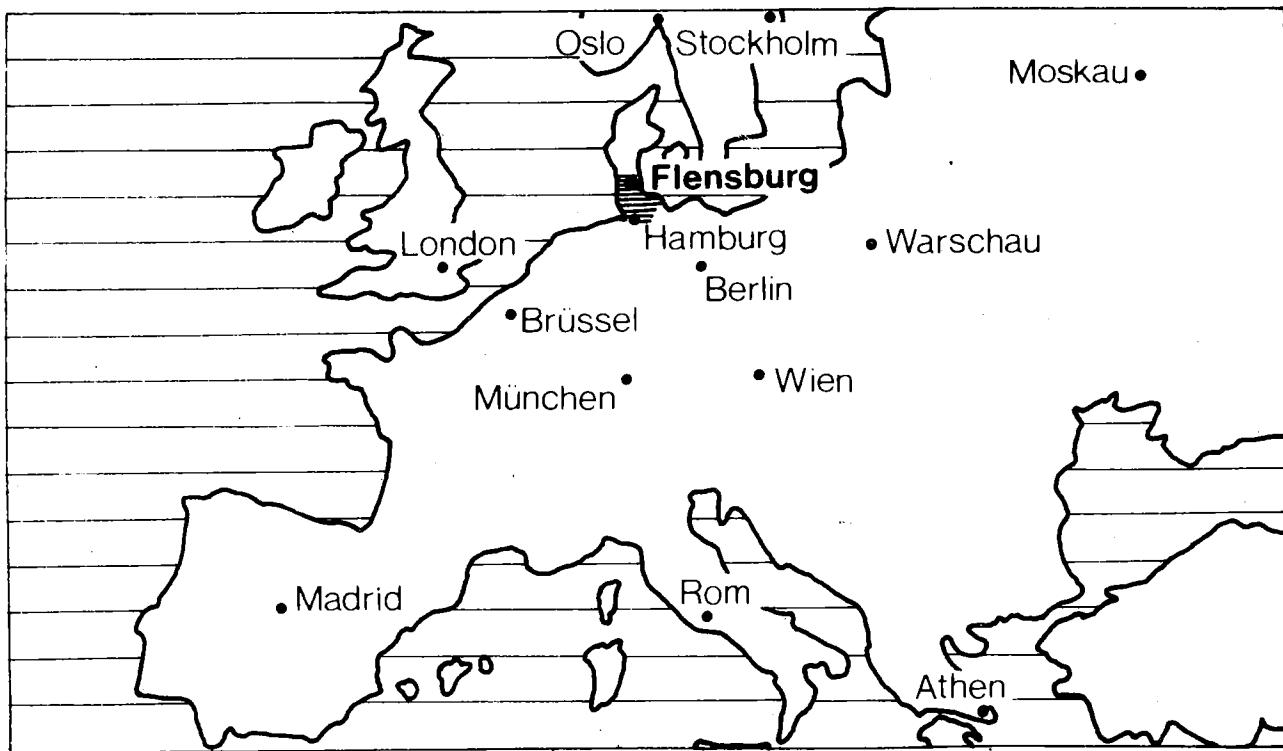 Oslo
Stockholm
Moskau
Flensburg
London
Hamburg
Warschau
Berlin
Brüssel
München
Wien
Madrid
Rom
Athen